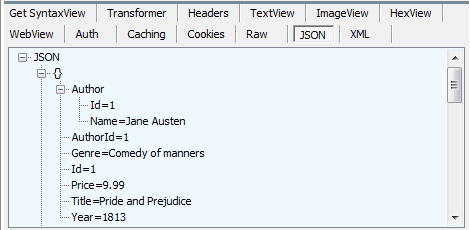 Get SyntaxView Transformer Headers TextView ImageView HexView
WebView Auth Caching Cookies Raw JSON XML
JSON
{}
Author
Id=1
Name=Jane Austen
AuthorId=1
Genre=Comedy of manners
Id=1
Price=9.99
Title=Pride and Prejudice
Year=1813